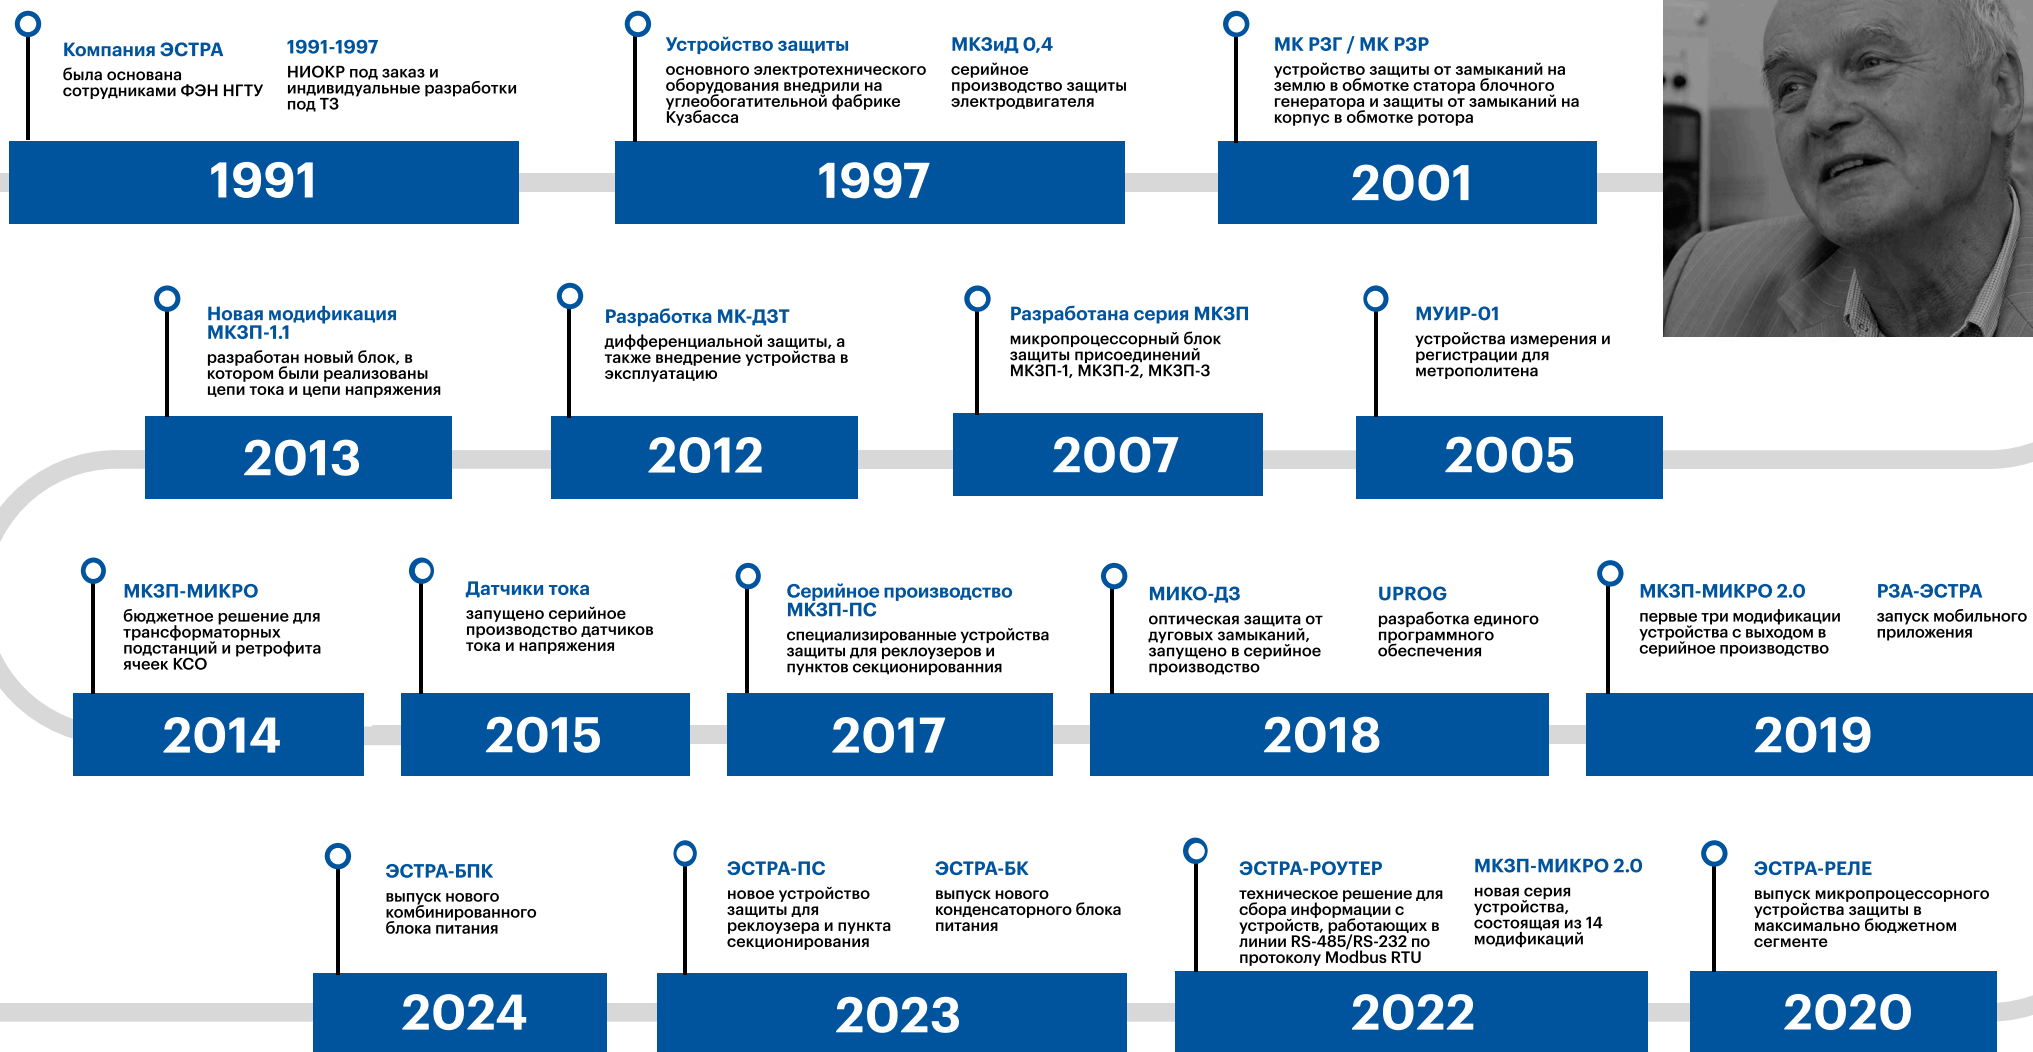 Компания ЭСТРА
была основана
сотрудниками ФЭН НГТУ
1991-1997
НИОКР под заказ и
индивидуальные разработки
под ТЗ
1991
Устройство защиты
основного электротехнического
оборудования внедрили на
углеобогатительной фабрике
Кузбасса
МКЗиД 0,4
серийное
производство защиты
электродвигателя
1997
МК РЗГ / МК РЗР
устройство защиты от замыканий на
землю в обмотке статора блочного
генератора и защиты от замыканий на
корпус в обмотке ротора
2001
Новая модификация
МКЗП-1.1
разработан новый блок, в
котором были реализованы
цепи тока и цепи напряжения
2013
Разработка МК-ДЗТ
дифференциальной защиты, а
также внедрение устройства в
эксплуатацию
2012
Разработана серия МКЗП
микропроцессорный блок
защиты присоединений
МКЗП-1, МКЗП-2, МКЗП-3
2007
МУИР-01
устройства измерения и
регистрации для
метрополитена
2005
МКЗП-МИКРО
бюджетное решение для
трансформаторных
подстанций и ретрофита
ячеек КСО
2014
Датчики тока
запущено серийное
производство датчиков
тока и напряжения
2015
Серийное производство
МКЗП-ПС
специализированные устройства
защиты для реклоузеров и
пунктов секционированния
2017
МИКО-ДЗ
оптическая защита от
дуговых замыканий,
запущено в серийное
производство
UPROG
разработка единого
программного
обеспечения
2018
МКЗП-МИКРО 2.0
первые три модификации
устройства с выходом в
серийное производство
РЗА-ЭСТРА
запуск мобильного
приложения
2019
ЭСТРА-БПК
выпуск нового
комбинированного
блока питания
2024
ЭСТРА-ПС
новое устройство
защиты для
реклоузера и пункта
секционирования
ЭСТРА-БК
выпуск нового
конденсаторного блока
питания
2023
ЭСТРА-РОУТЕР
техническое решение для
сбора информации с
устройств, работающих в
линии RS-485/RS-232 по
протоколу Modbus RTU
МКЗП-МИКРО 2.0
новая серия
устройства,
состоящая из 14
модификаций
2022
ЭСТРА-РЕЛЕ
выпуск микропроцессорного
устройства защиты в
максимально бюджетном
сегменте
2020